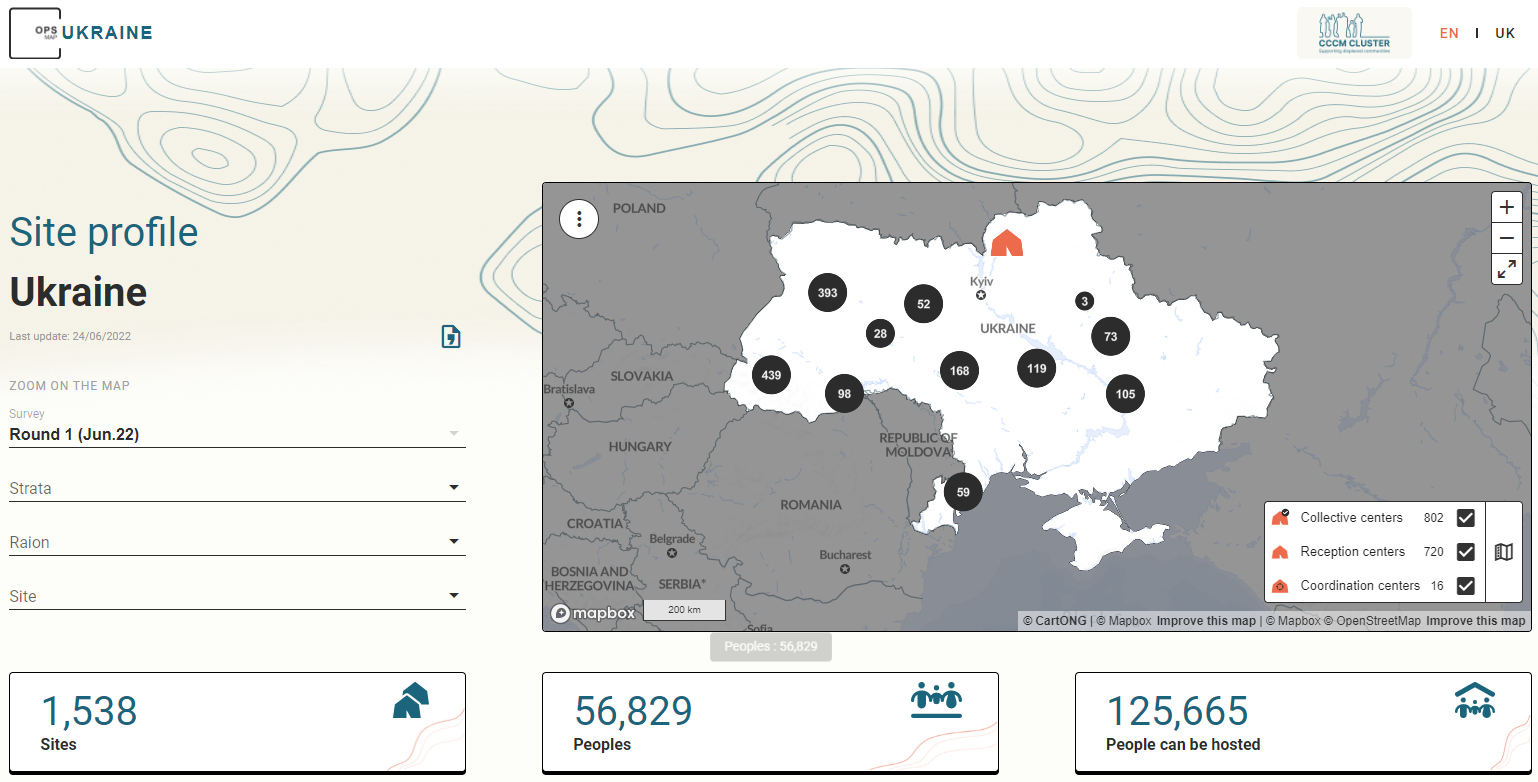 OPS
MAP
UKRAINE
CCCM CLUSTER
Supporting displaced communities
EN | UK
Site profile
Ukraine
Last update: 24/06/2022
ZOOM ON THE MAP
Survey
Round 1 (Jun.22)
Strata
Raion
Site
POLAND
Kyiv
393
52
3
28
UKRAINE
73
SLOVAKIA
439
168
119
Bratislava
98
105
REPUBLIC OF
MOLDOVA
HUNGARY
59
ROMANIA
CROATIA
Belgrade
Bucharest
BOSNIA AND
HERZEGOVINA
SERBIA*
Sofia
mapbox
200 km
Collective centers 802
Reception centers 720
Coordination centers 16
© CartONG | © Mapbox Improve this map | © Mapbox © OpenStreetMap Improve this map
Peoples : 56,829
1,538
Sites
56,829
Peoples
125,665
People can be hosted